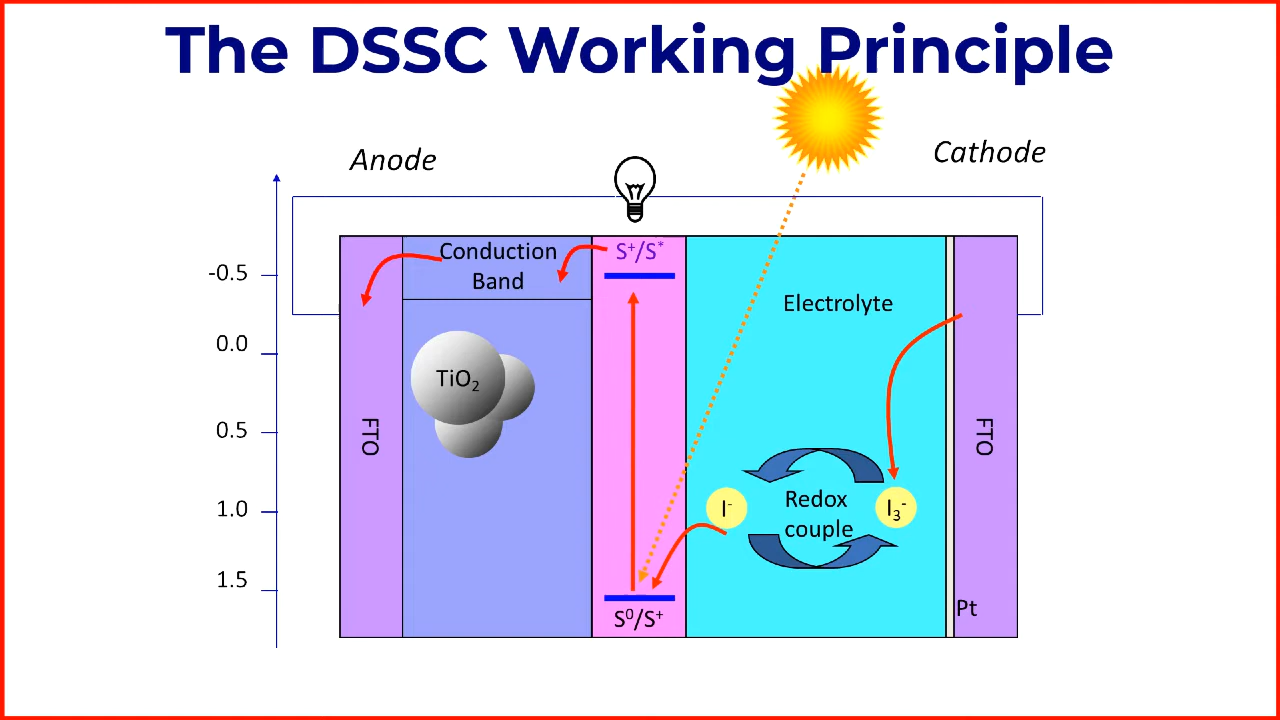 The DSSC Working Principle
Anode
Cathode
Conduction
Band
S⁺/S*
-0.5
0.0
0.5
1.0
1.5
Electrolyte
TiO₂
FTO
FTO
I⁻
Redox
couple
I₃⁻
Pt
S⁰/S⁺